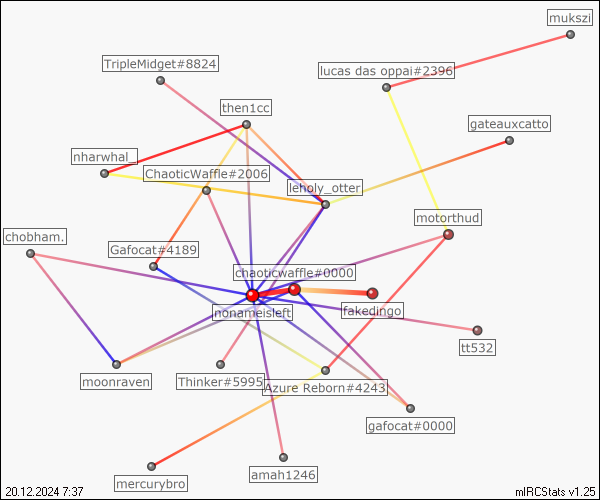 mukszi
TripleMidget#8824
lucas das oppai#2396
then1cc
gateauxcatto
nharwhal_
ChaoticWaffle#2006
leholy_otter
motorthud
chobham.
Gafocat#4189
chaoticwaffle#0000
nonameisleft
fakedingo
tt532
moonraven
Thinker#5995
Azure Reborn#4243
gafocat#0000
amah1246
mercurybro
20.12.2024 7:37
mIRCStats v1.25